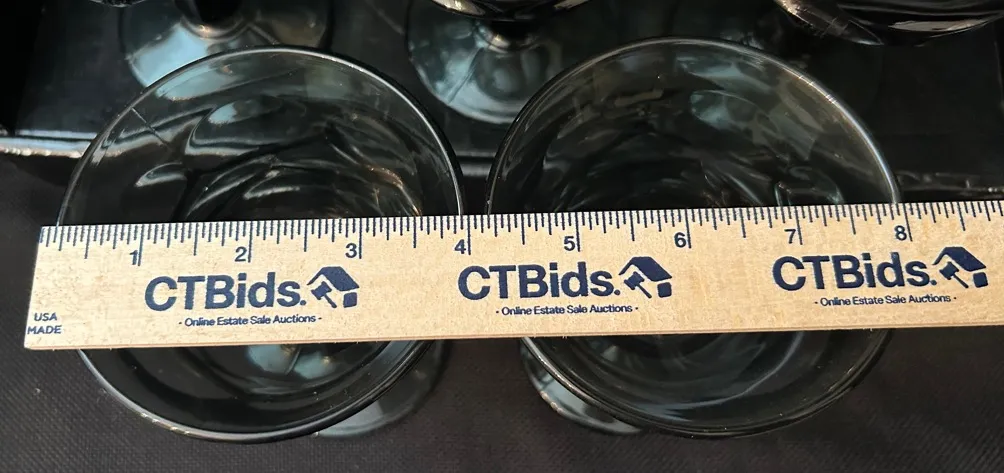 1 2 3 4 5 6 7 8
CTBids. CTBids. CTBids.
- Online Estate Sale Auctions - - Online Estate Sale Auctions - - Online Estate Sale Auctions -
USA
MADE